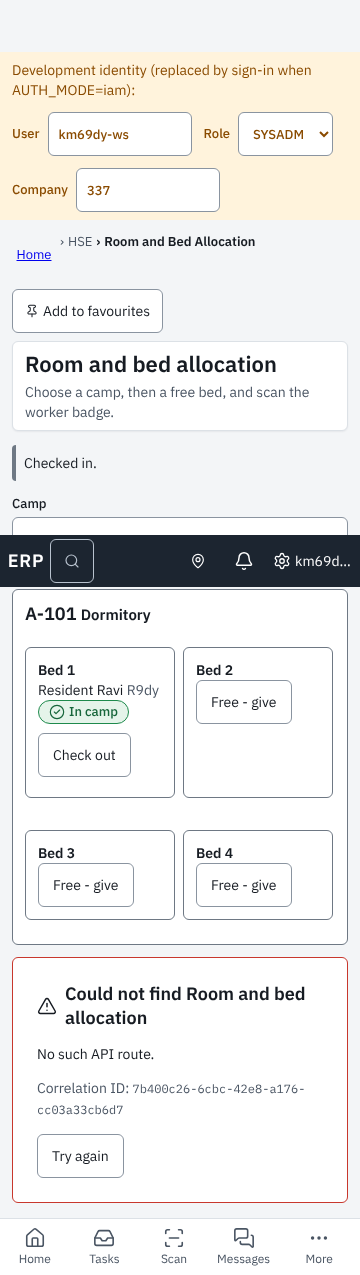 Development identity (replaced by sign-in when
AUTH_MODE=iam):
User km69dy-ws Role SYSADM
Company 337
Home › HSE › Room and Bed Allocation
Add to favourites
Room and bed allocation
Choose a camp, then a free bed, and scan the
worker badge.
Checked in.
Camp
ERP km69d...
A-101 Dormitory
Bed 1
Resident Ravi R9dy
In camp
Check out
Bed 2
Free - give
Bed 3
Free - give
Bed 4
Free - give
Could not find Room and bed
allocation
No such API route.
Correlation ID: 7b400c26-6cbc-42e8-a176-
cc03a33cb6d7
Try again
Home Tasks Scan Messages More